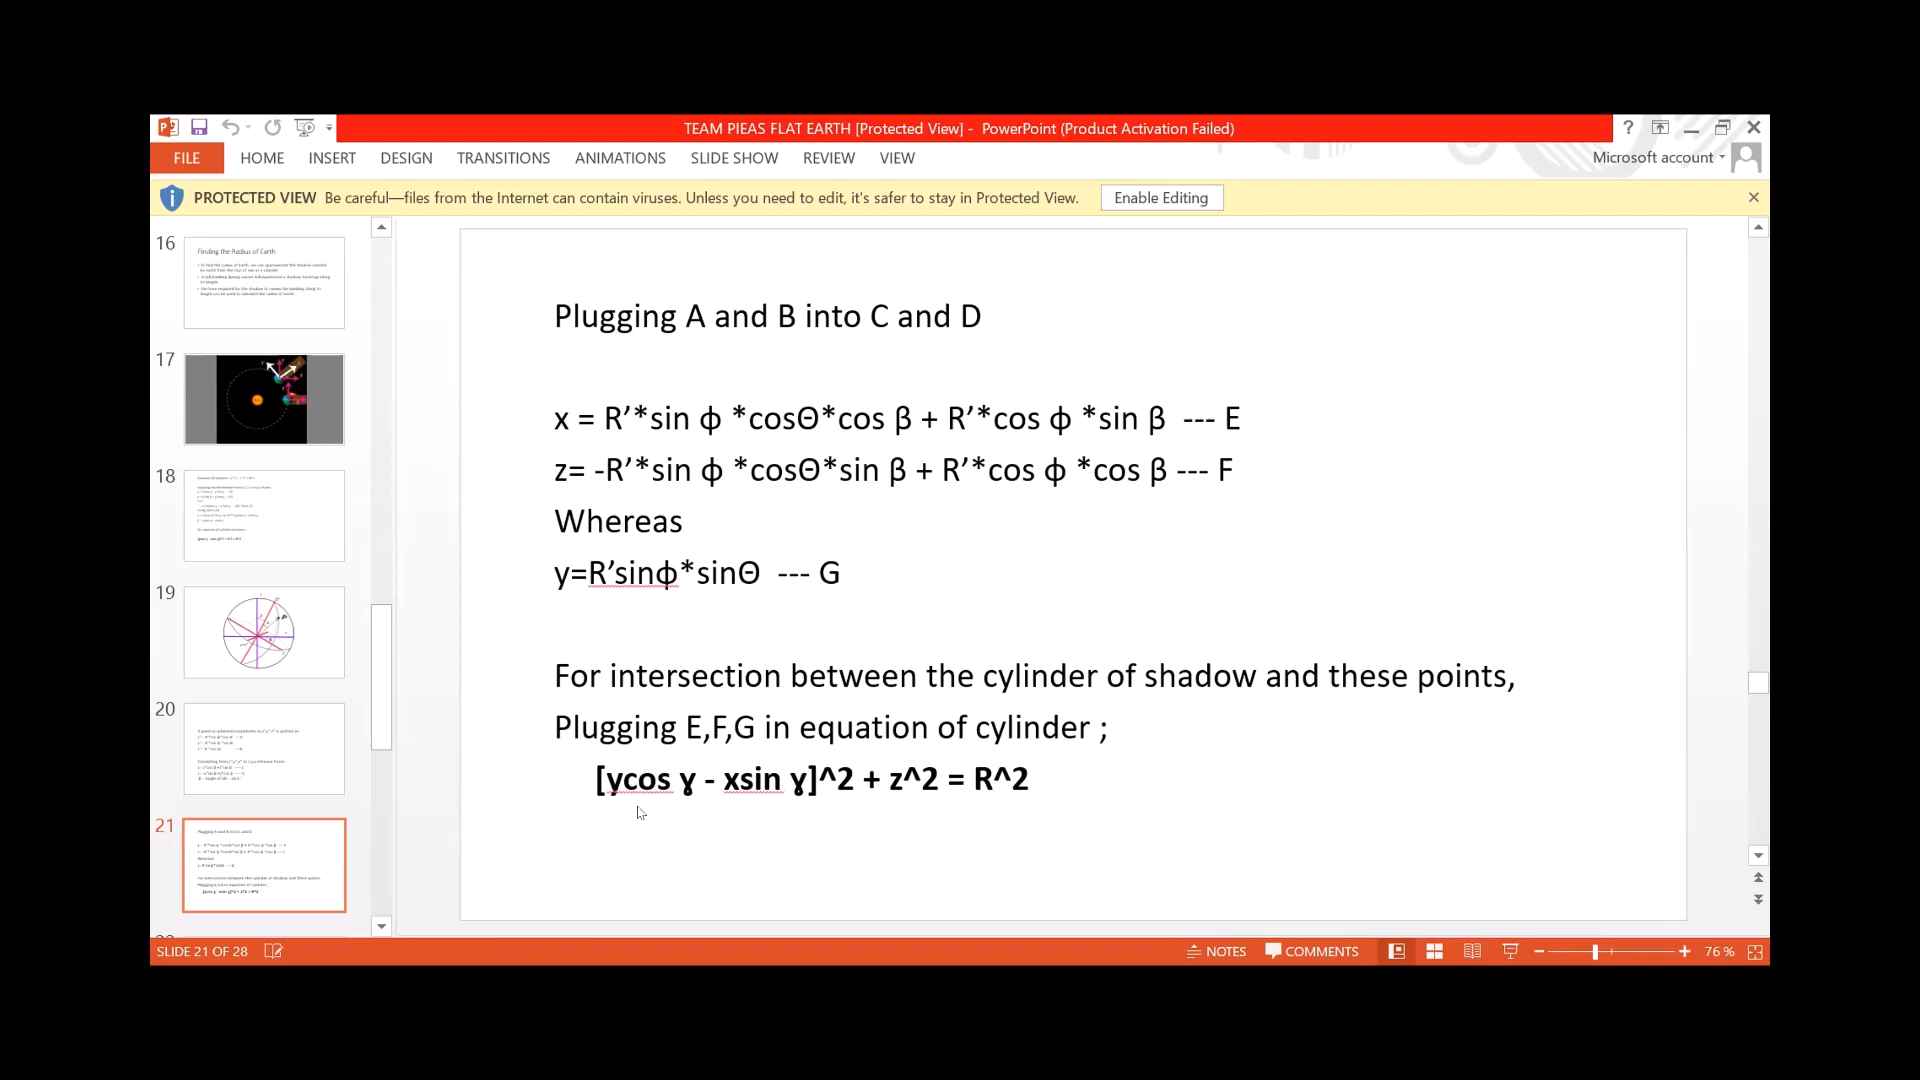 TEAM PIEAS FLAT EARTH [Protected View] - PowerPoint (Product Activation Failed)
FILE HOME INSERT DESIGN TRANSITIONS ANIMATIONS SLIDE SHOW REVIEW VIEW
Microsoft account
PROTECTED VIEW Be careful—files from the Internet can contain viruses. Unless you need to edit, it's safer to stay in Protected View. Enable Editing
16
Finding the Radius of Earth
17
18
19
20
21
Plugging A and B into C and D
x = R’*sin ф *cosΘ*cos β + R’*cos ф *sin β --- E
z= -R’*sin ф *cosΘ*sin β + R’*cos ф *cos β --- F
Whereas
y=R’sinф*sinΘ --- G
For intersection between the cylinder of shadow and these points,
Plugging E,F,G in equation of cylinder ;
[ycos ɣ - xsin ɣ]^2 + z^2 = R^2
SLIDE 21 OF 28
NOTES COMMENTS 76 %